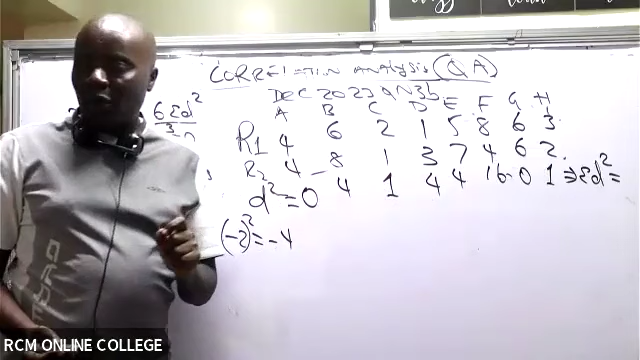 CORRELATION ANALYSIS (QA)
DEC 2023 QN3b
A B C D E F G H
6Σd²
R1 4 6 2 1 5 8 6 3
R2 4 8 1 3 7 4 6 2
d² = 0 4 1 4 4 16 0 1 ⇒ Σd² =
(-2)² = -4
RCM ONLINE COLLEGE